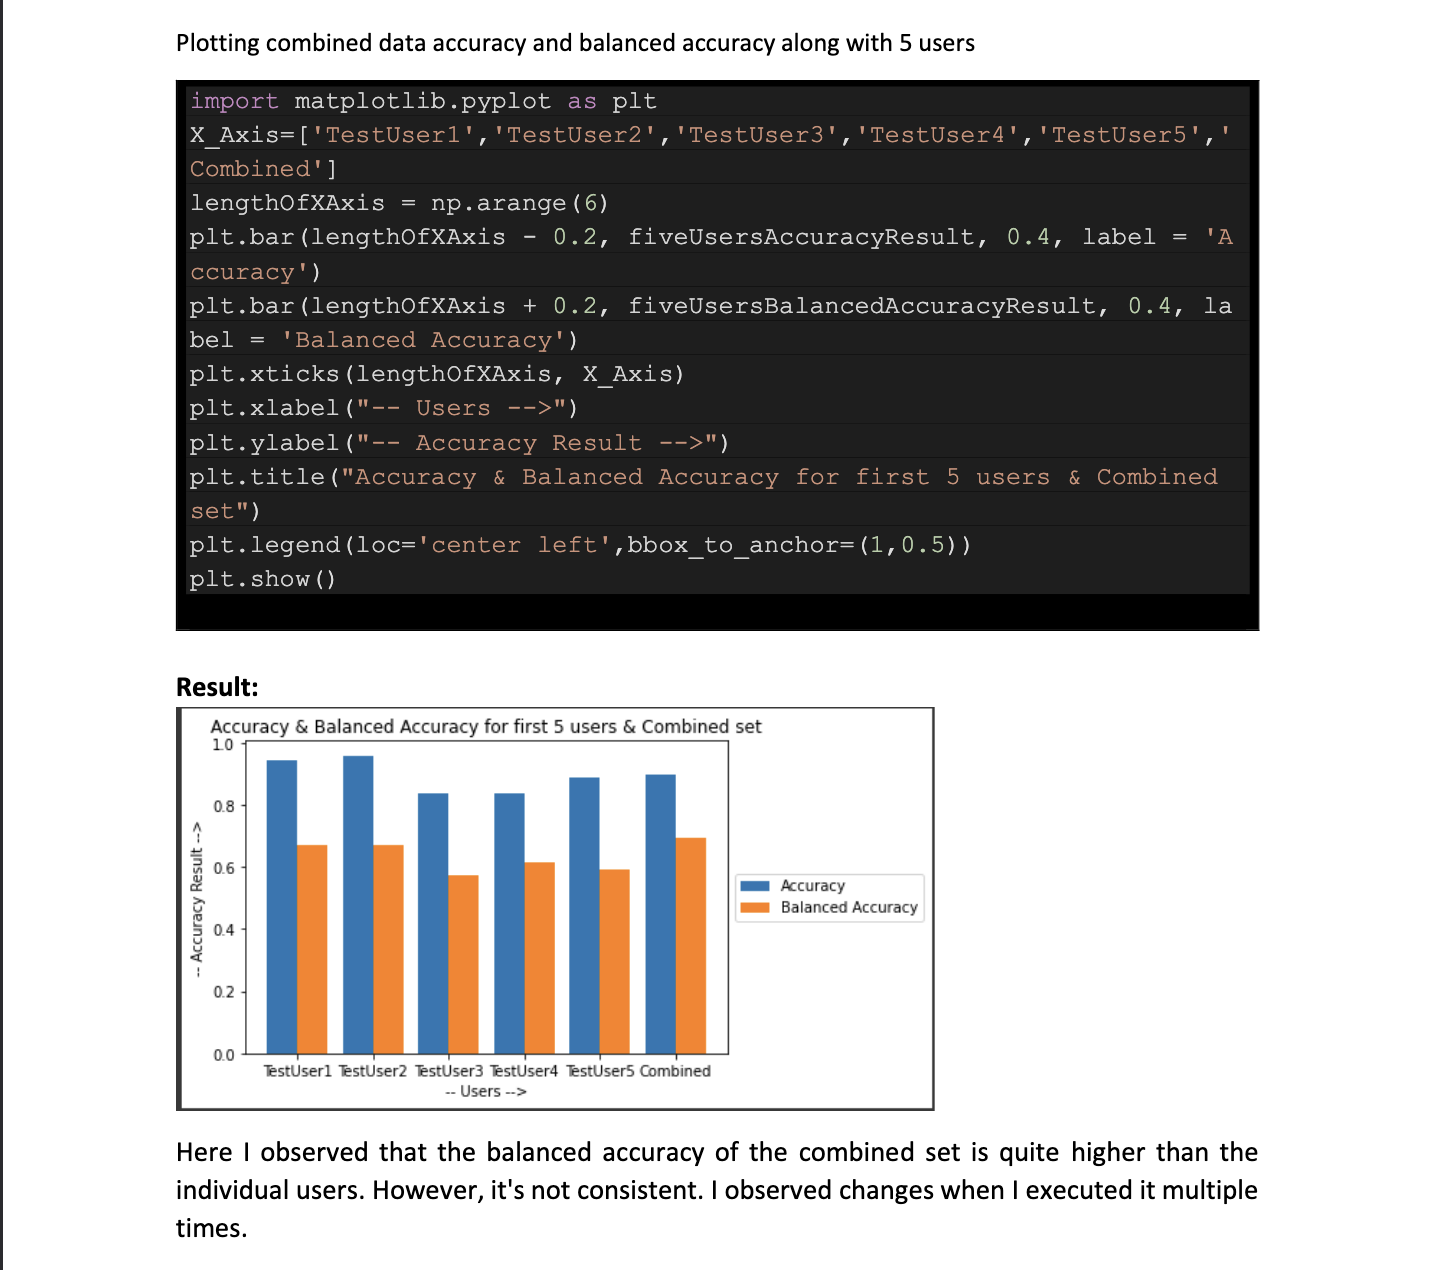 Plotting combined data accuracy and balanced accuracy along with 5 users
import matplotlib.pyplot as plt
X_Axis=['TestUser1','TestUser2','TestUser3','TestUser4','TestUser5','
Combined']
lengthOfXAxis = np.arange(6)
plt.bar(lengthOfXAxis - 0.2, fiveUsersAccuracyResult, 0.4, label = 'A
ccuracy')
plt.bar(lengthOfXAxis + 0.2, fiveUsersBalancedAccuracyResult, 0.4, la
bel = 'Balanced Accuracy')
plt.xticks(lengthOfXAxis, X_Axis)
plt.xlabel("-- Users -->")
plt.ylabel("-- Accuracy Result -->")
plt.title("Accuracy & Balanced Accuracy for first 5 users & Combined
set")
plt.legend(loc='center left',bbox_to_anchor=(1,0.5))
plt.show()
Result:
Accuracy & Balanced Accuracy for first 5 users & Combined set
-- Accuracy Result -->
1.0
0.8
0.6
0.4
0.2
0.0
TestUser1 TestUser2 TestUser3 TestUser4 TestUser5 Combined
-- Users -->
Accuracy
Balanced Accuracy
Here I observed that the balanced accuracy of the combined set is quite higher than the
individual users. However, it's not consistent. I observed changes when I executed it multiple
times.